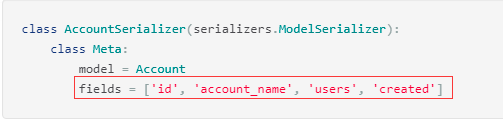 class AccountSerializer(serializers.ModelSerializer):
    class Meta:
        model = Account
        fields = ['id', 'account_name', 'users', 'created']